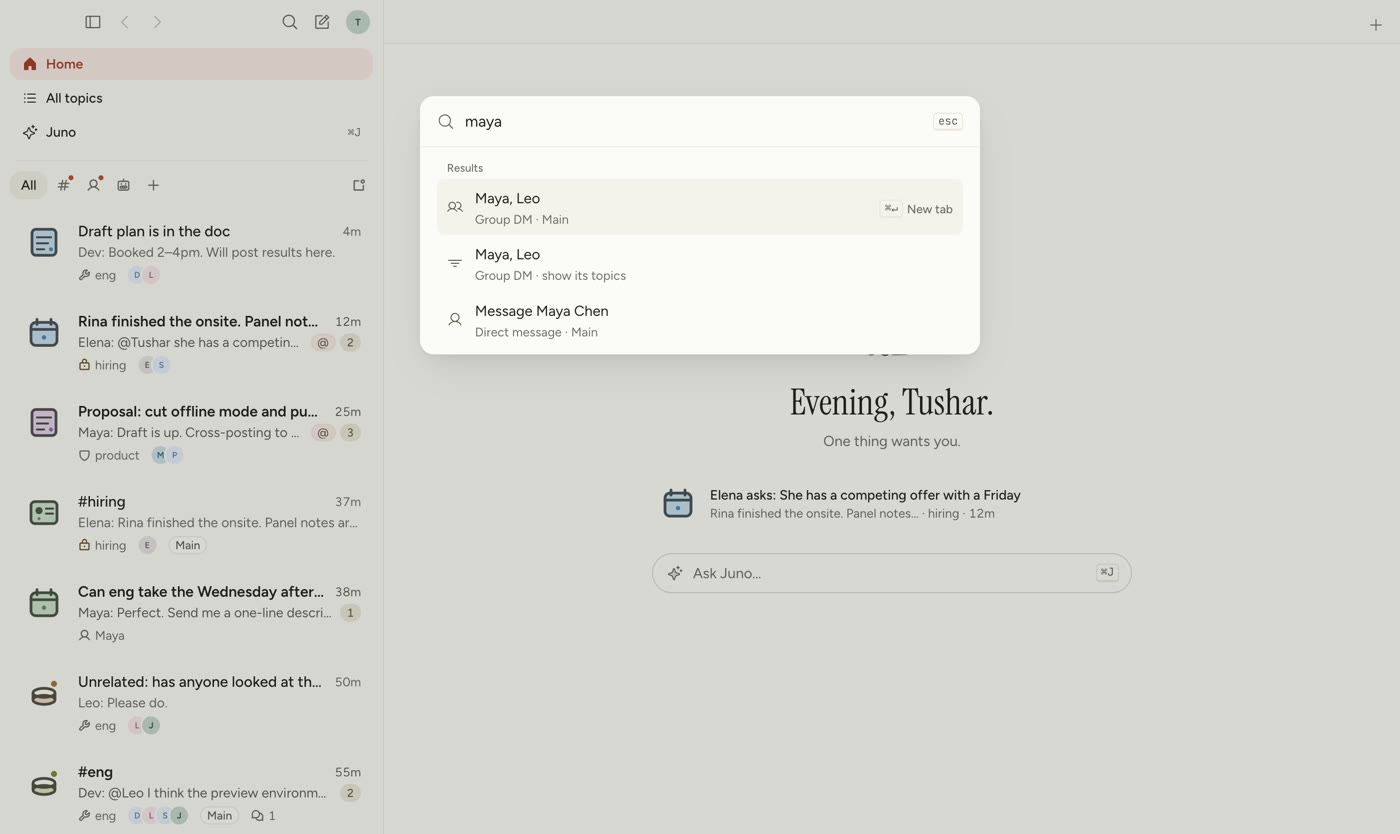 T
Home
All topics
Juno ⌘J
All
Draft plan is in the doc 4m
Dev: Booked 2–4pm. Will post results here.
eng D L
Rina finished the onsite. Panel not... 12m
Elena: @Tushar she has a competin... @ 2
hiring E S
Proposal: cut offline mode and pu... 25m
Maya: Draft is up. Cross-posting to ... @ 3
product M P
#hiring 37m
Elena: Rina finished the onsite. Panel notes ar...
hiring E Main
Can eng take the Wednesday after... 38m
Maya: Perfect. Send me a one-line descri... 1
Maya
Unrelated: has anyone looked at th... 50m
Leo: Please do.
eng L J
#eng 55m
Dev: @Leo I think the preview environm... 2
eng D L S J Main 1
maya esc
Results
Maya, Leo
Group DM · Main
⌘↵ New tab
Maya, Leo
Group DM · show its topics
Message Maya Chen
Direct message · Main
Evening, Tushar.
One thing wants you.
Elena asks: She has a competing offer with a Friday
Rina finished the onsite. Panel notes... · hiring · 12m
Ask Juno... ⌘J